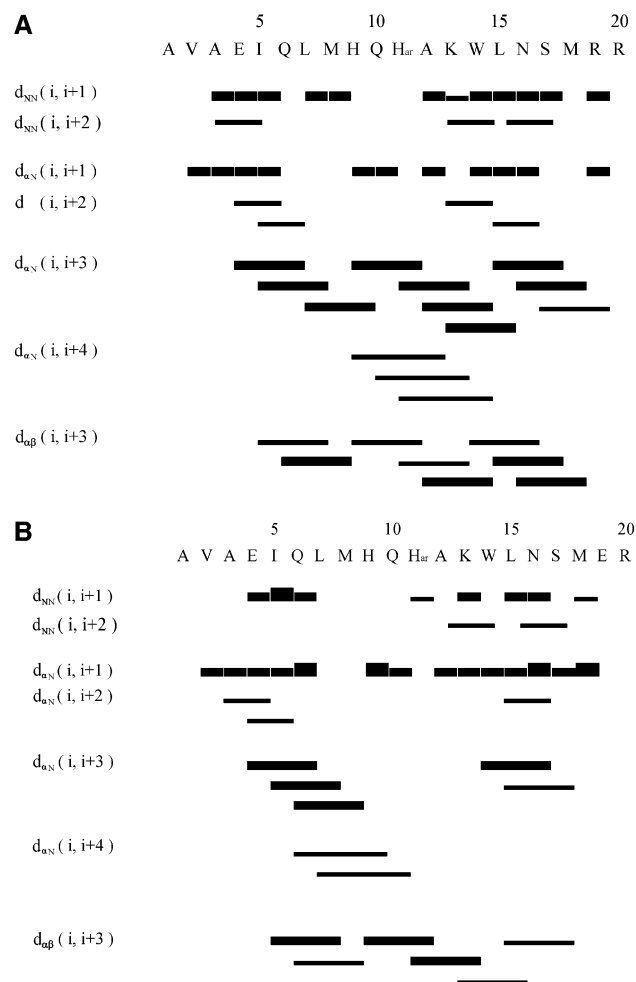 A
5 10 15 20
A V A E I Q L M H Q Har A K W L N S M R R
dNN ( i, i+1 )
dNN ( i, i+2 )
dαN ( i, i+1 )
d ( i, i+2 )
dαN ( i, i+3 )
dαN ( i, i+4 )
dαβ ( i, i+3 )
B
5 10 15 20
A V A E I Q L M H Q Har A K W L N S M E R
dNN ( i, i+1 )
dNN ( i, i+2 )
dαN ( i, i+1 )
dαN ( i, i+2 )
dαN ( i, i+3 )
dαN ( i, i+4 )
dαβ ( i, i+3 )